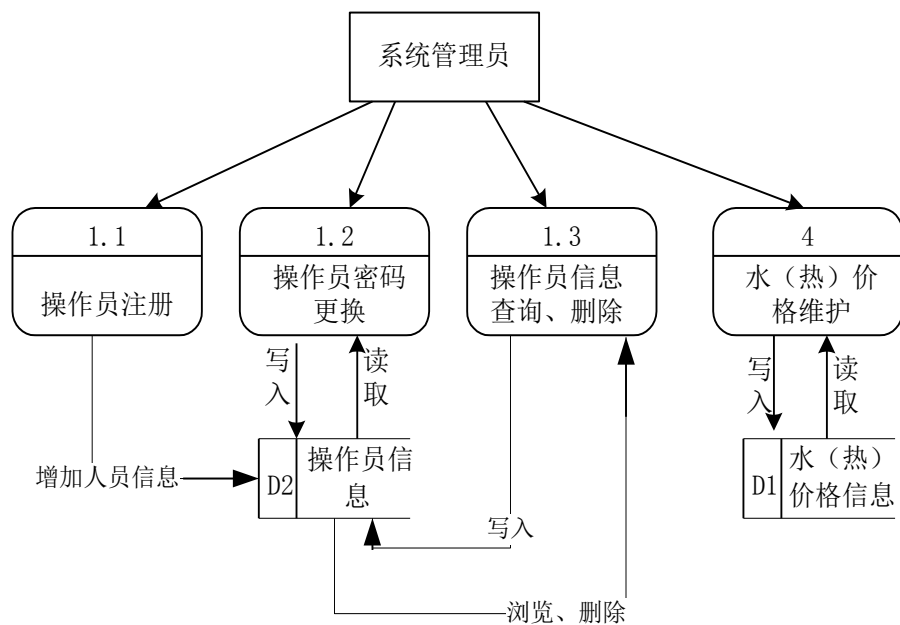 系统管理员
1.1
操作员注册
1.2
操作员密码
更换
1.3
操作员信息
查询、删除
4
水（热）价
格维护
写
入
读
取
写
入
读
取
增加人员信息
D2
操作员信
息
D1
水（热）
价格信息
写入
浏览、删除